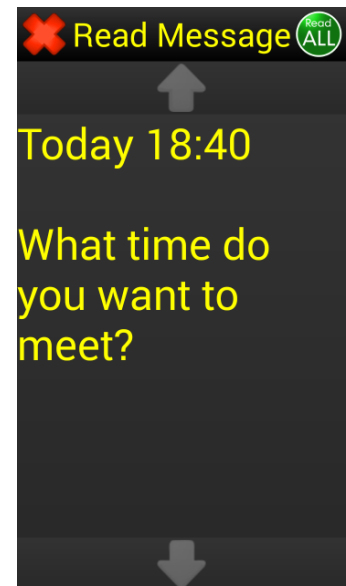 Read Message
Read
ALL
Today 18:40
What time do
you want to
meet?